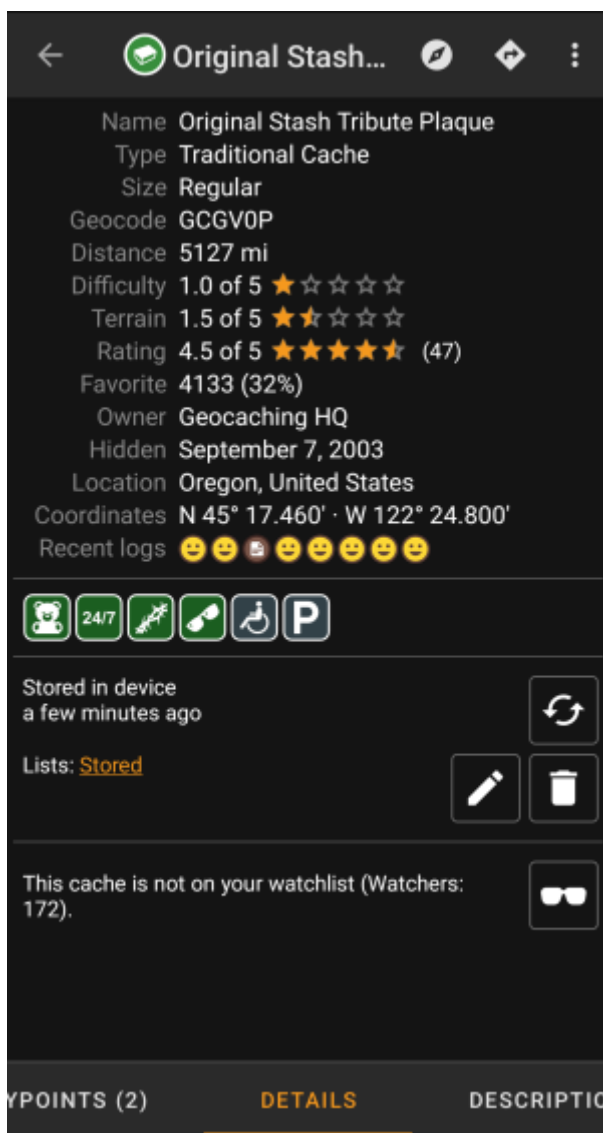 Original Stash...
Name Original Stash Tribute Plaque
Type Traditional Cache
Size Regular
Geocode GCGV0P
Distance 5127 mi
Difficulty 1.0 of 5
Terrain 1.5 of 5
Rating 4.5 of 5 (47)
Favorite 4133 (32%)
Owner Geocaching HQ
Hidden September 7, 2003
Location Oregon, United States
Coordinates N 45° 17.460' · W 122° 24.800'
Recent logs
24/7 P
Stored in device
a few minutes ago
Lists: Stored
This cache is not on your watchlist (Watchers:
172).
YPOINTS (2) DETAILS DESCRIPTIO